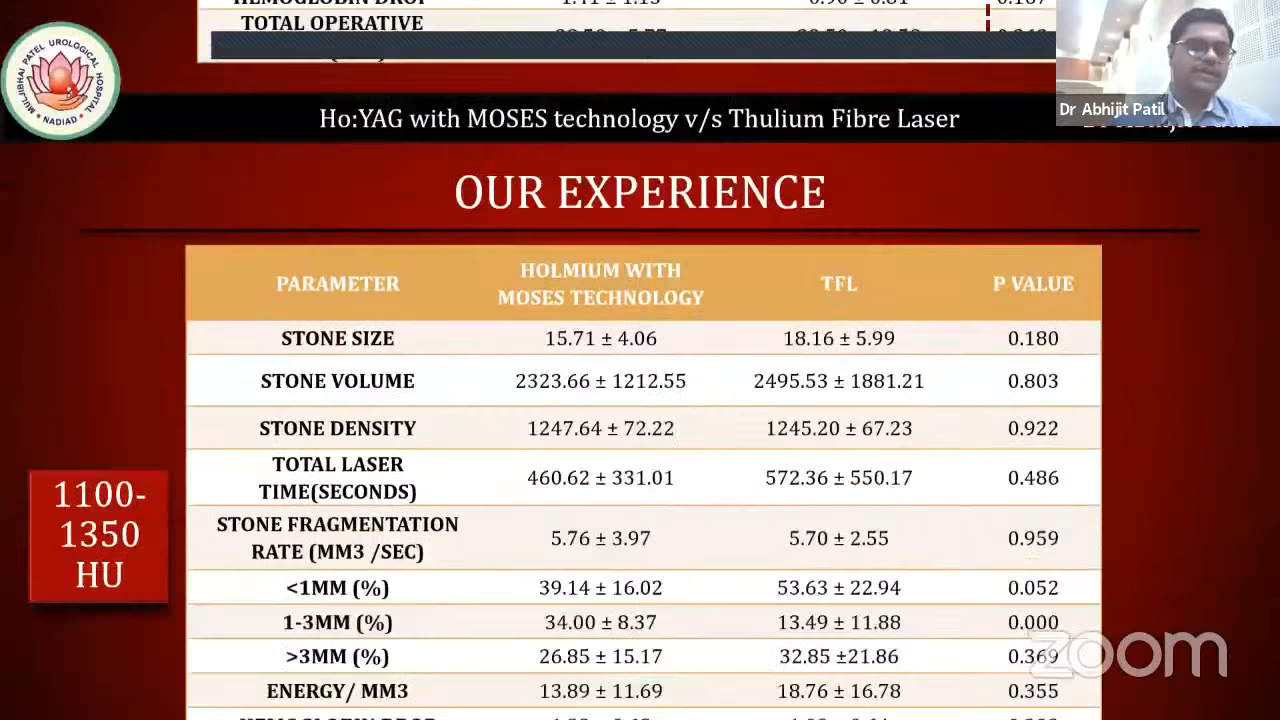 TOTAL OPERATIVE
MULJIBHAI PATEL UROLOGICAL HOSPITAL
• NADIAD •
Dr Abhijit Patil
Ho:YAG with MOSES technology v/s Thulium Fibre Laser
OUR EXPERIENCE
PARAMETER HOLMIUM WITH MOSES TECHNOLOGY TFL P VALUE
STONE SIZE 15.71 ± 4.06 18.16 ± 5.99 0.180
STONE VOLUME 2323.66 ± 1212.55 2495.53 ± 1881.21 0.803
STONE DENSITY 1247.64 ± 72.22 1245.20 ± 67.23 0.922
TOTAL LASER TIME(SECONDS) 460.62 ± 331.01 572.36 ± 550.17 0.486
STONE FRAGMENTATION RATE (MM3 /SEC) 5.76 ± 3.97 5.70 ± 2.55 0.959
<1MM (%) 39.14 ± 16.02 53.63 ± 22.94 0.052
1-3MM (%) 34.00 ± 8.37 13.49 ± 11.88 0.000
>3MM (%) 26.85 ± 15.17 32.85 ±21.86 0.369
ENERGY/ MM3 13.89 ± 11.69 18.76 ± 16.78 0.355
1100-
1350
HU
zoom